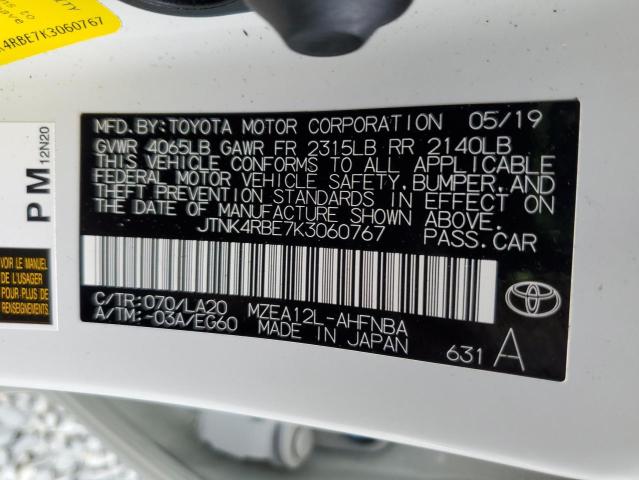 4RBE7K3060767
PM 12N20
MFD.BY:TOYOTA MOTOR CORPORATION 05/19
GVWR 4065LB GAWR FR 2315LB RR 2140LB
THIS VEHICLE CONFORMS TO ALL APPLICABLE
FEDERAL MOTOR VEHICLE SAFETY, BUMPER, AND
THEFT PREVENTION STANDARDS IN EFFECT ON
THE DATE OF MANUFACTURE SHOWN ABOVE.
JTNK4RBE7K3060767 PASS.CAR
C/TR:070/LA20 MZEA12L-AHFNBA
A/TM:-03A/EG60 MADE IN JAPAN
631 A
TOYOTA
VOIR LE MANUEL
DE L'USAGER
POUR PLUS DE
RENSEIGNEMENTS